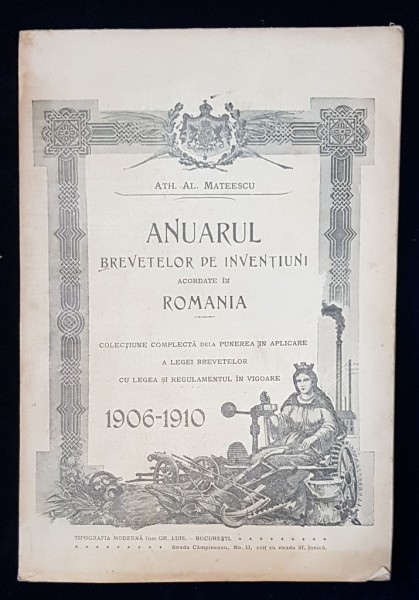 ATH. AL. MATEESCU
ANUARUL
BREVETELOR DE INVENȚIUNI
ACORDATE ÎN
ROMANIA
COLECȚIUNE COMPLECTĂ DELA PUNEREA ÎN APLICARE
A LEGEI BREVETELOR
CU LEGEA ȘI REGULAMENTUL ÎN VIGOARE
1906-1910
TIPOGRAFIA MODERNĂ fost GR. LUIS. — BUCUREȘTI.
Strada Câmpineanu, No. 13, colț cu strada Sf. Ionică.